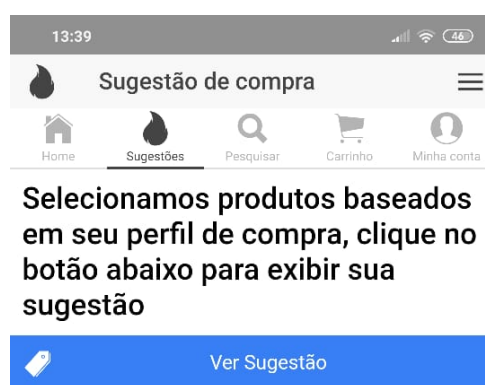 13:39 46
Sugestão de compra
Home Sugestões Pesquisar Carrinho Minha conta
Selecionamos produtos baseados
em seu perfil de compra, clique no
botão abaixo para exibir sua
sugestão
Ver Sugestão